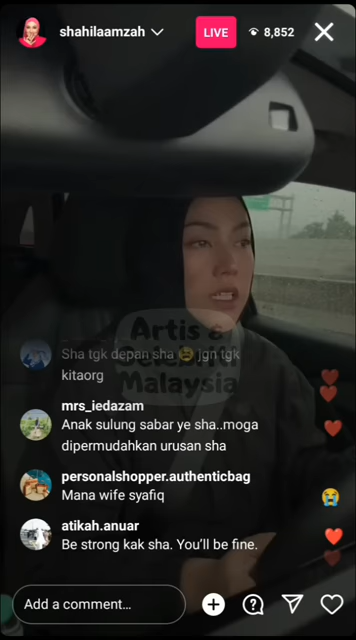 shahilaamzah
LIVE
8,852
Artis &
Sha tgk depan sha 😫 jgn tgk
Celebriti
kitaorg
Malaysia
mrs_iedazam
Anak sulung sabar ye sha..moga
dipermudahkan urusan sha
personalshopper.authenticbag
Mana wife syafiq
atikah.anuar
Be strong kak sha. You'll be fine.
Add a comment...